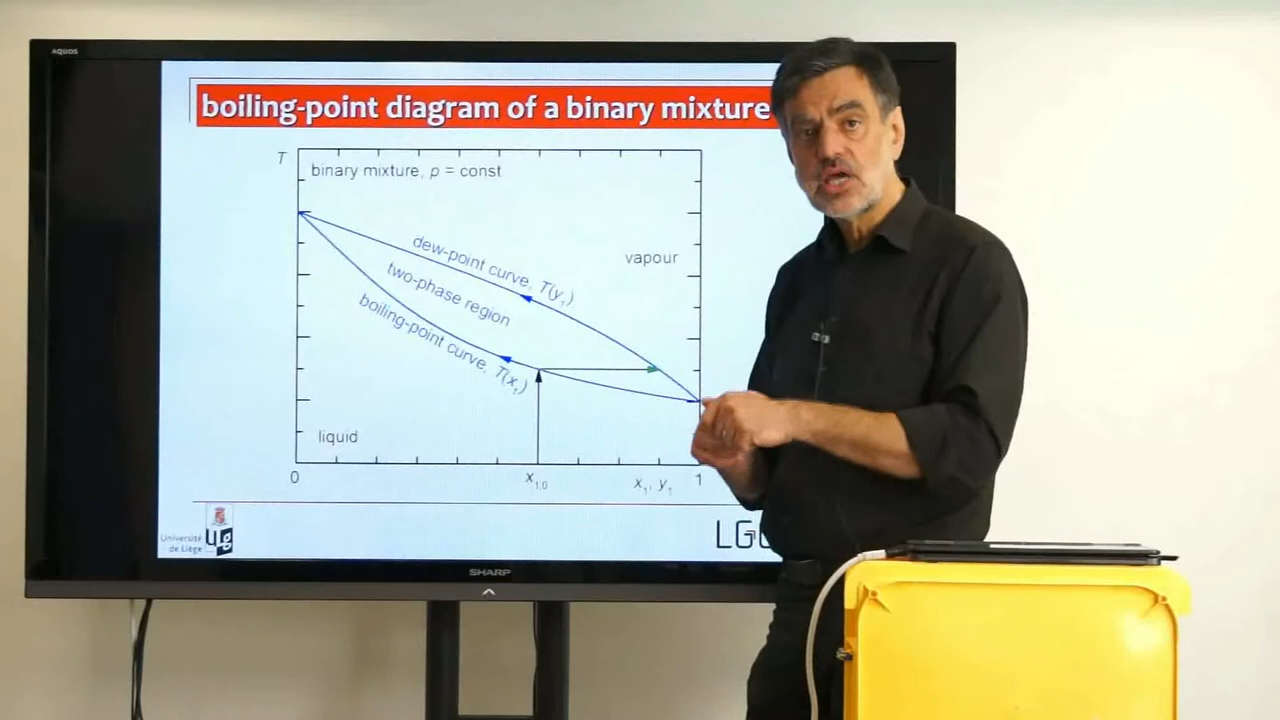 AQUOS
boiling-point diagram of a binary mixture
T
binary mixture, p = const
dew-point curve, T(y₁)
vapour
two-phase region
boiling-point curve, T(x₁)
liquid
0
x₁,₀
x₁, y₁
1
Université
de Liège
ULg
SHARP